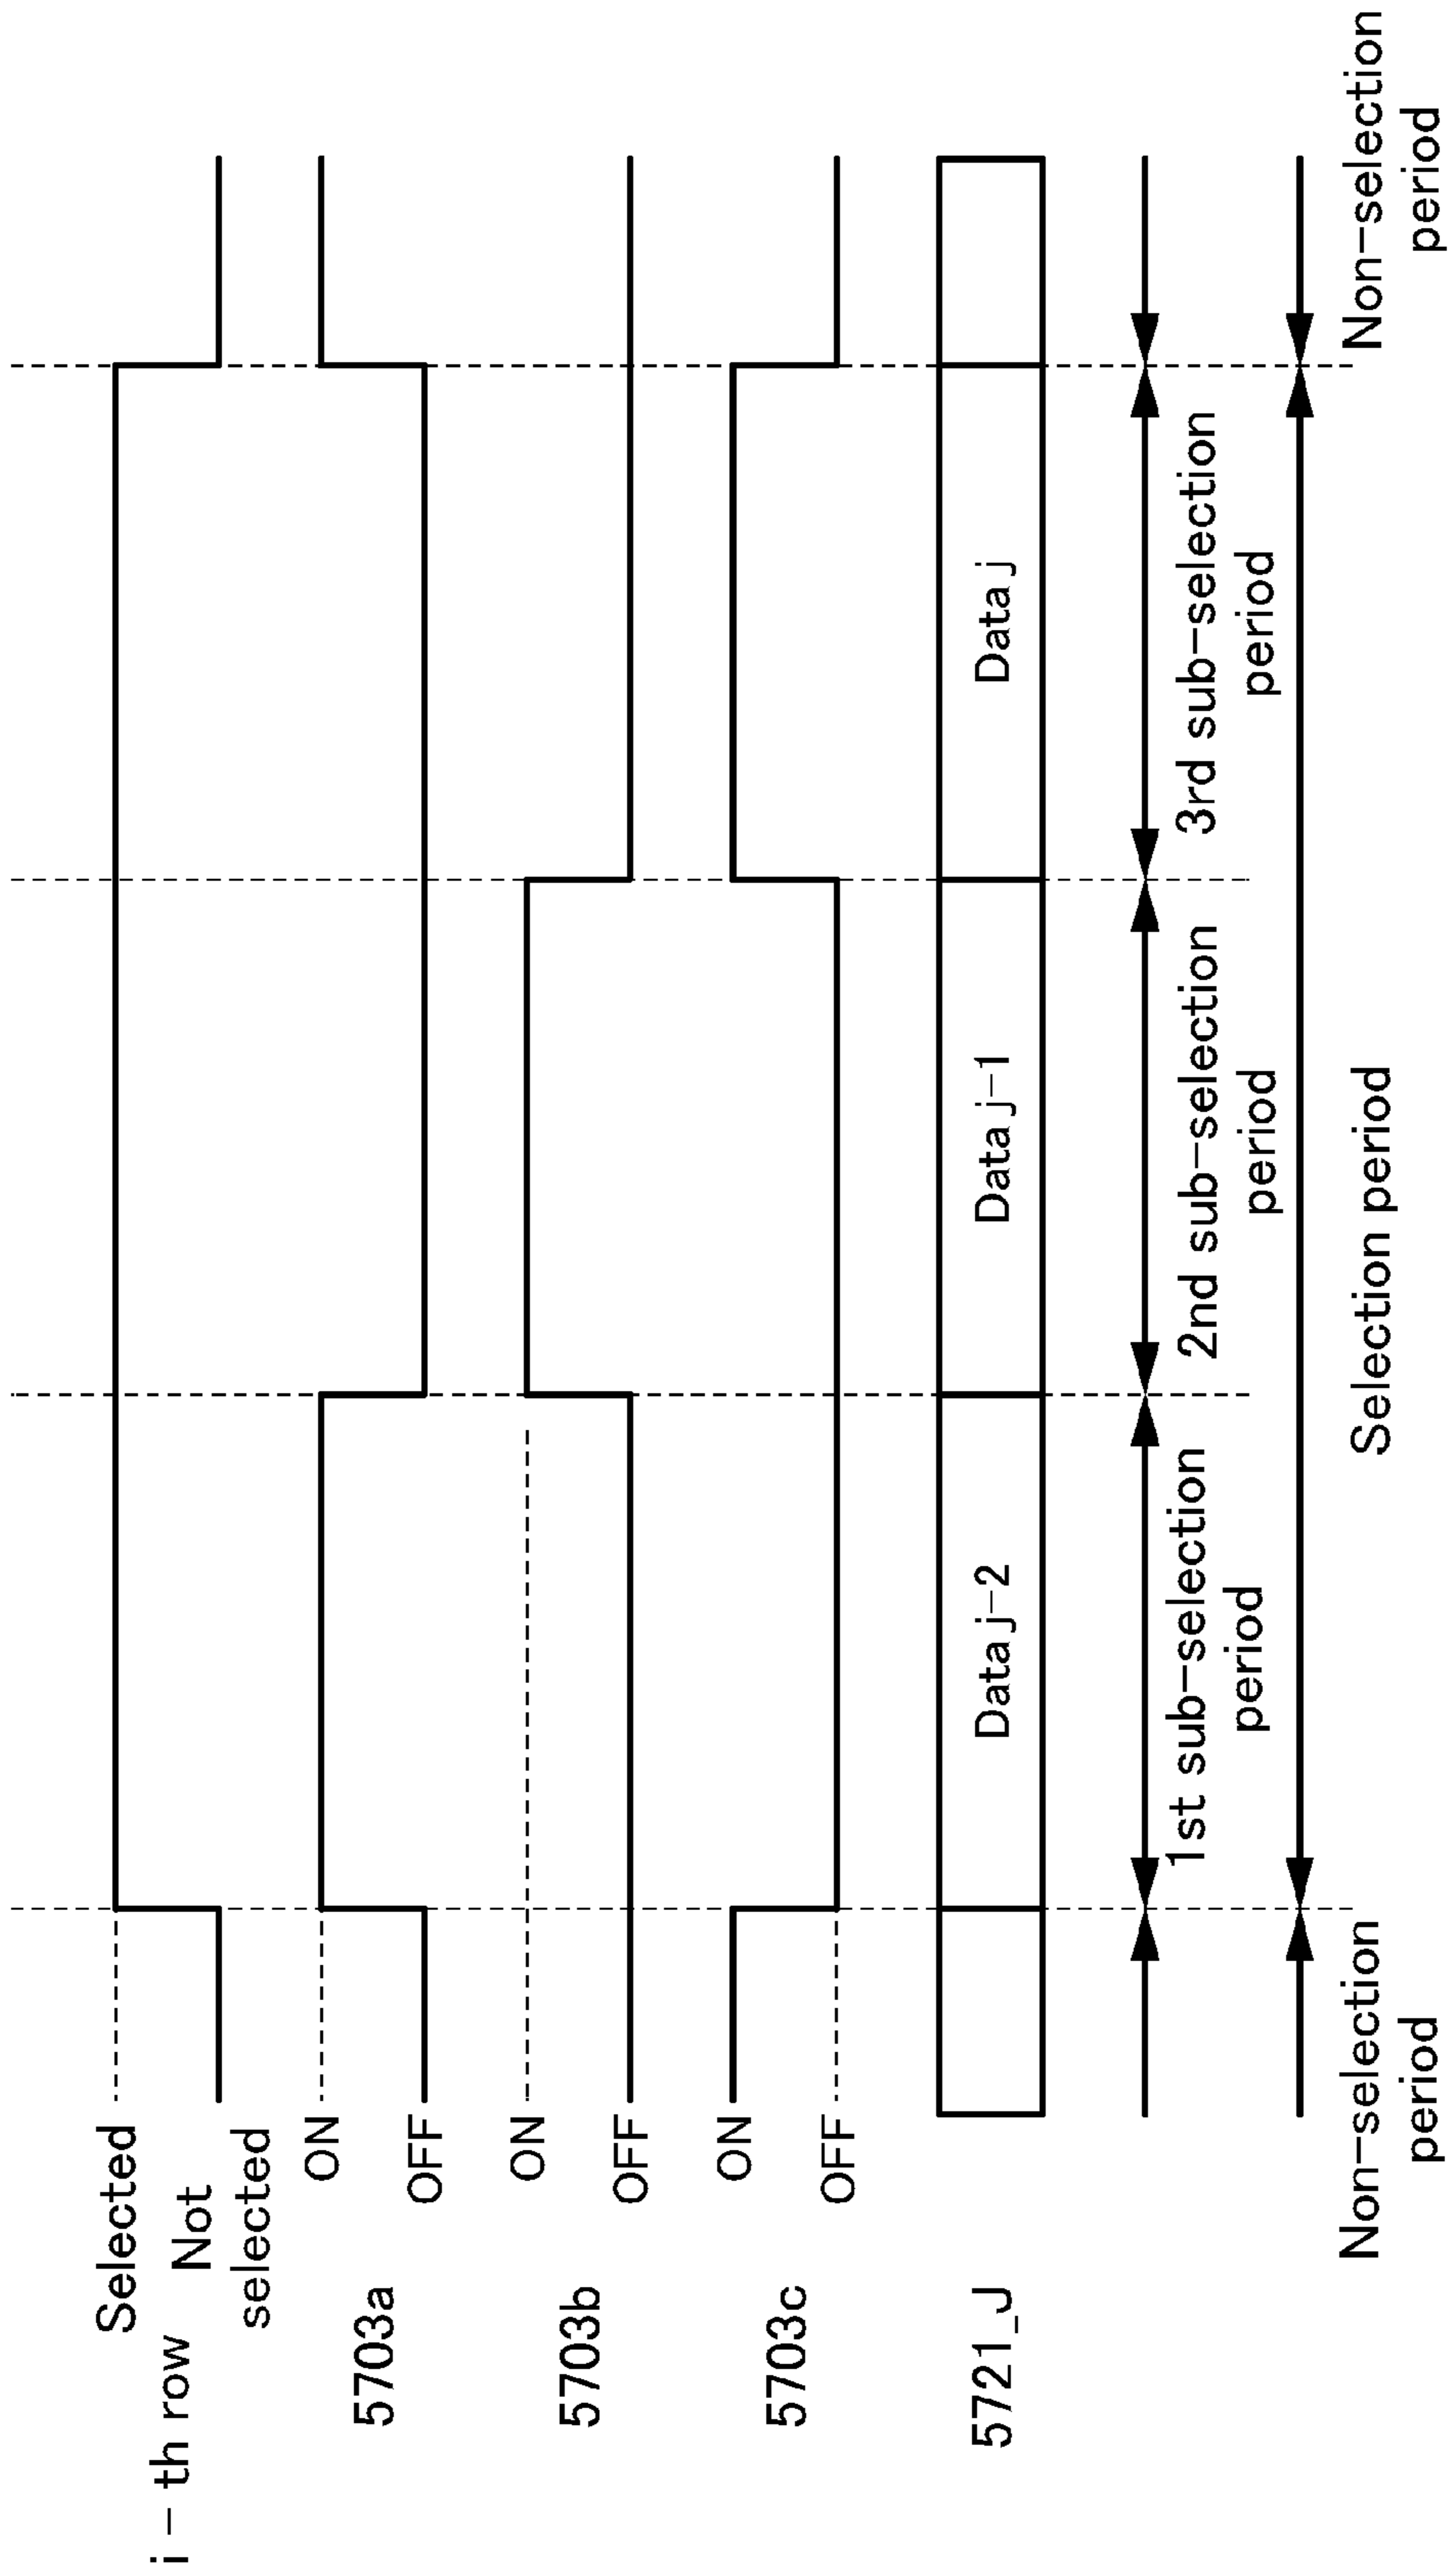 Selected
i - th row
Not
selected
ON
5703a
OFF
ON
5703b
OFF
ON
5703c
OFF
5721_J
Data j-2
Data j-1
Data j
1st sub-selection
period
2nd sub-selection
period
3rd sub-selection
period
Non-selection
period
Selection period
Non-selection
period